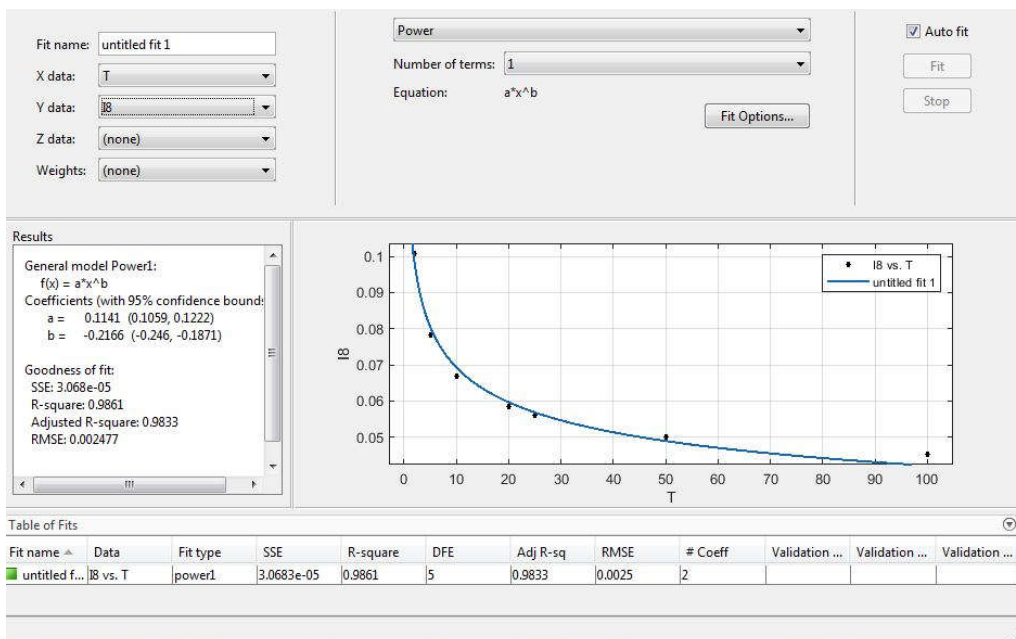 Fit name: untitled fit 1
X data: T
Y data: I8
Z data: (none)
Weights: (none)
Power
Number of terms: 1
Equation: a*x^b
Fit Options...
Auto fit
Fit
Stop
Results
General model Power1:
f(x) = a*x^b
Coefficients (with 95% confidence bounds
a = 0.1141 (0.1059, 0.1222)
b = -0.2166 (-0.246, -0.1871)
Goodness of fit:
SSE: 3.068e-05
R-square: 0.9861
Adjusted R-square: 0.9833
RMSE: 0.002477
0.1
0.09
0.08
0.07
0.06
0.05
I8
0 10 20 30 40 50 60 70 80 90 100
T
I8 vs. T
untitled fit 1
Table of Fits
Fit name Data Fit type SSE R-square DFE Adj R-sq RMSE # Coeff Validation ... Validation ... Validation ...
untitled f... I8 vs. T power1 3.0683e-05 0.9861 5 0.9833 0.0025 2